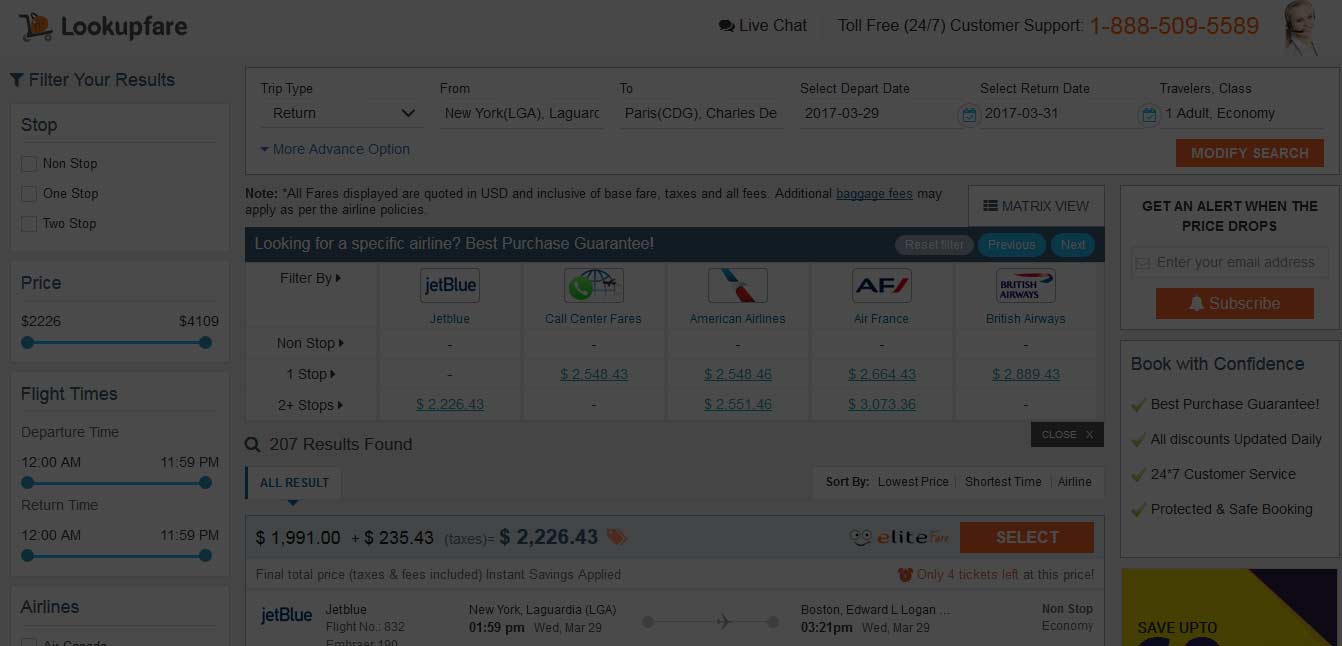 Lookupfare
Live Chat
Toll Free (24/7) Customer Support: 1-888-509-5589
Filter Your Results
Stop
Non Stop
One Stop
Two Stop
Price
$2226 $4109
Flight Times
Departure Time
12:00 AM 11:59 PM
Return Time
12:00 AM 11:59 PM
Airlines
Air Canada
Trip Type From To Select Depart Date Select Return Date Travelers, Class
Return New York(LGA), Laguarc Paris(CDG), Charles De 2017-03-29 2017-03-31 1 Adult, Economy
More Advance Option
MODIFY SEARCH
Note: *All Fares displayed are quoted in USD and inclusive of base fare, taxes and all fees. Additional baggage fees may
apply as per the airline policies.
MATRIX VIEW
Looking for a specific airline? Best Purchase Guarantee! Reset filter Previous Next
Filter By jetBlue AF BRITISH AIRWAYS
Jetblue Call Center Fares American Airlines Air France British Airways
Non Stop - - - - -
1 Stop - $ 2,548.43 $ 2,548.46 $ 2,664.43 $ 2,889.43
2+ Stops $ 2,226.43 - $ 2,551.46 $ 3,073.36 -
CLOSE X
207 Results Found
ALL RESULT
Sort By: Lowest Price Shortest Time Airline
$ 1,991.00 + $ 235.43 (taxes)= $ 2,226.43 elite Fare SELECT
Final total price (taxes & fees included) Instant Savings Applied Only 4 tickets left at this price!
jetBlue Jetblue New York, Laguardia (LGA) Boston, Edward L Logan ... Non Stop
Flight No.: 832 01:59 pm Wed, Mar 29 03:21pm Wed, Mar 29 Economy
Embraer 190
GET AN ALERT WHEN THE
PRICE DROPS
Enter your email address
Subscribe
Book with Confidence
Best Purchase Guarantee!
All discounts Updated Daily
24*7 Customer Service
Protected & Safe Booking
SAVE UPTO